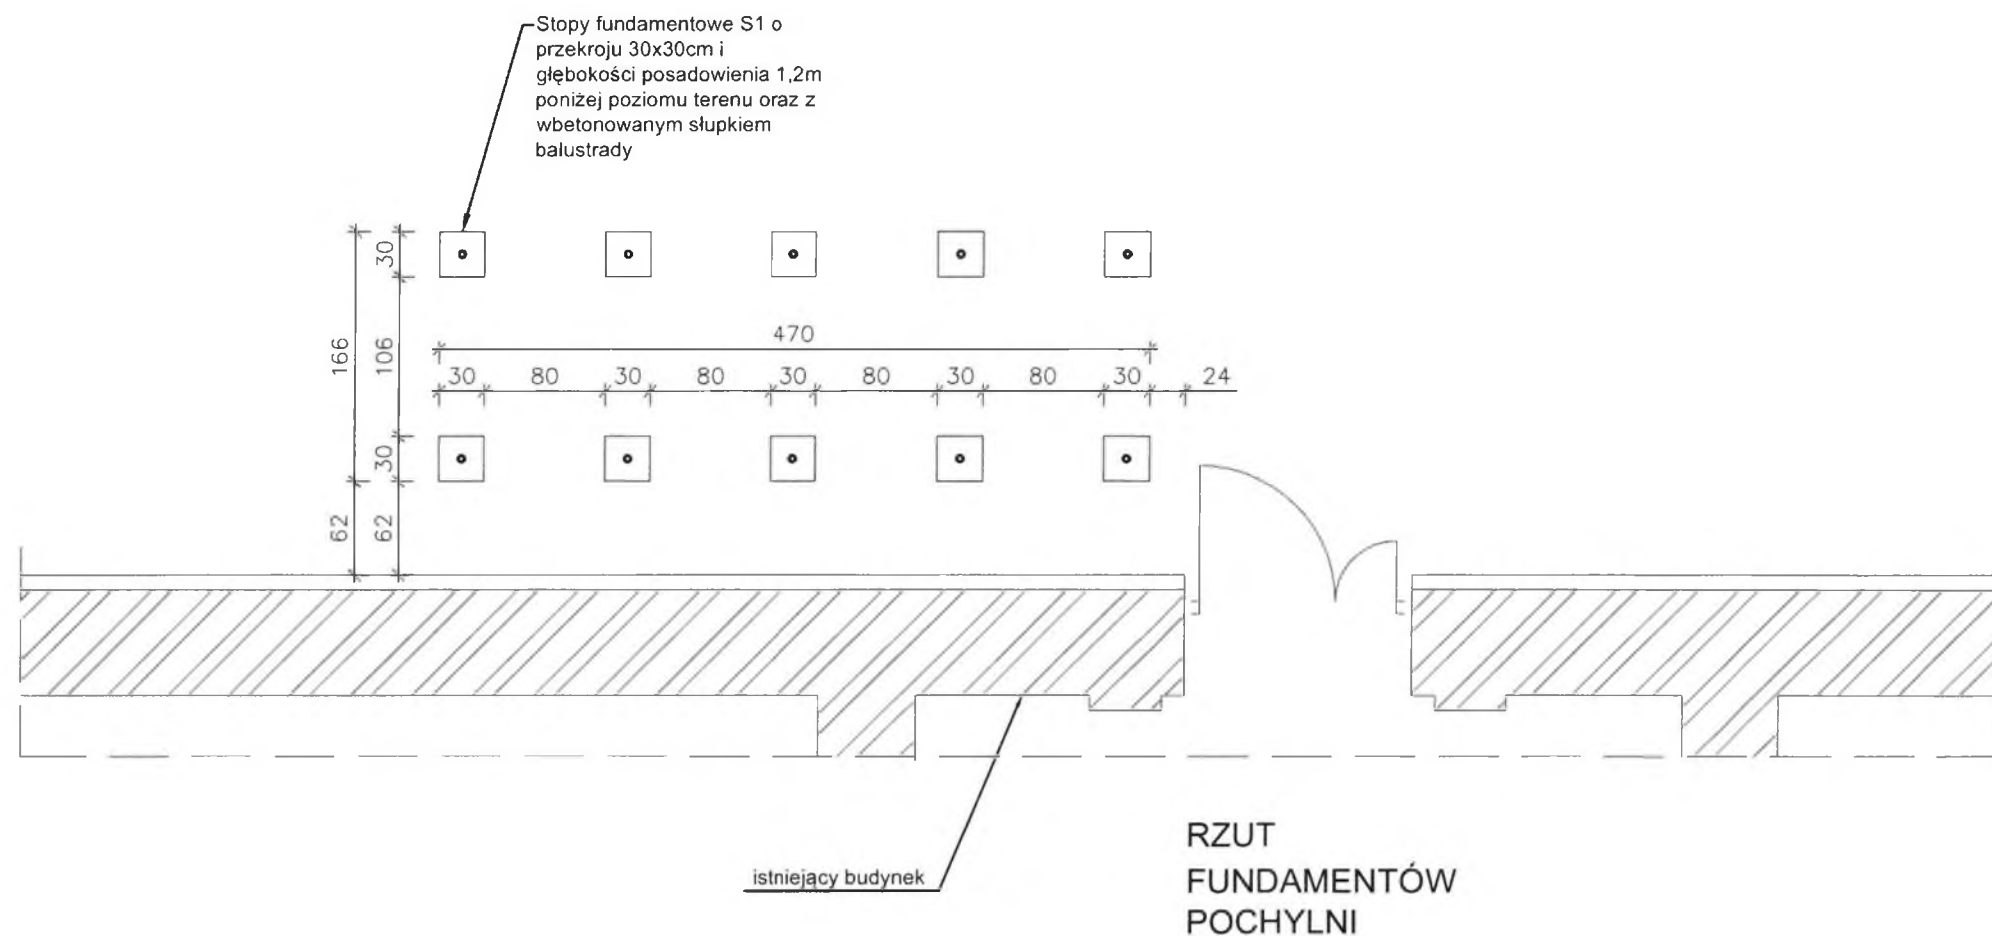 Stopy fundamentowe S1 o
przekroju 30x30cm i
głębokości posadowienia 1,2m
poniżej poziomu terenu oraz z
wbetonowanym słupkiem
balustrady
30
470
166
106
30 80 30 80 30 80 30 80 30 24
30
62
62
istniejący budynek
RZUT
FUNDAMENTÓW
POCHYLNI